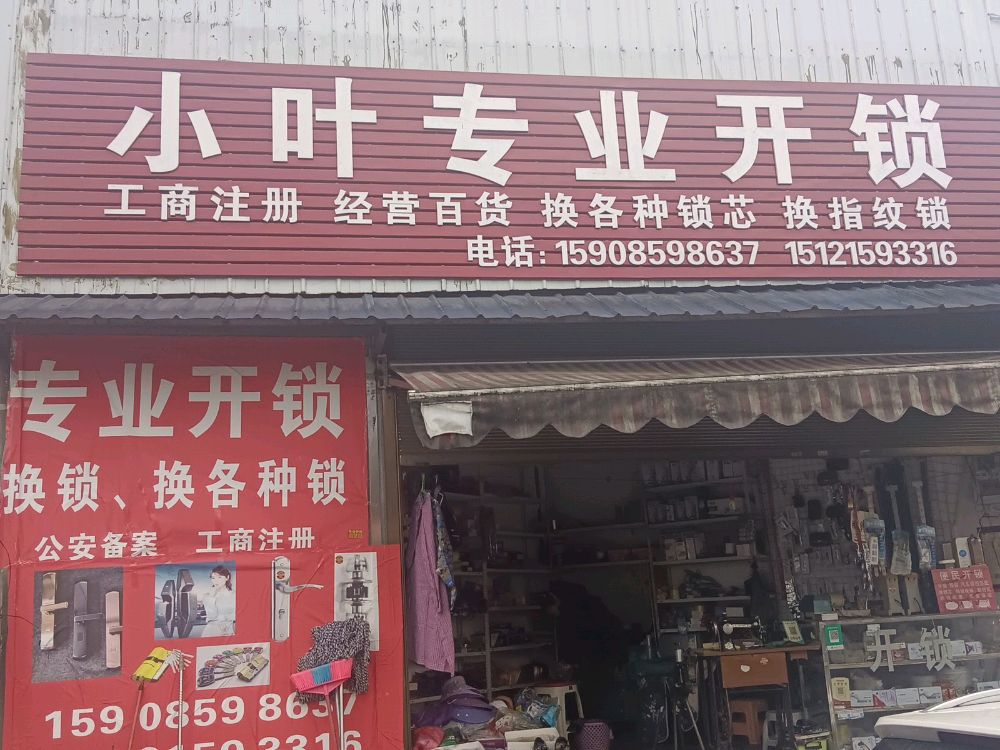 小叶专业开锁
工商注册 经营百货 换各种锁芯 换指纹锁
电话: 15908598637 15121593316
专业开锁
换锁、换各种锁
公安备案 工商注册
15908598637
3316
便民开锁
开锁